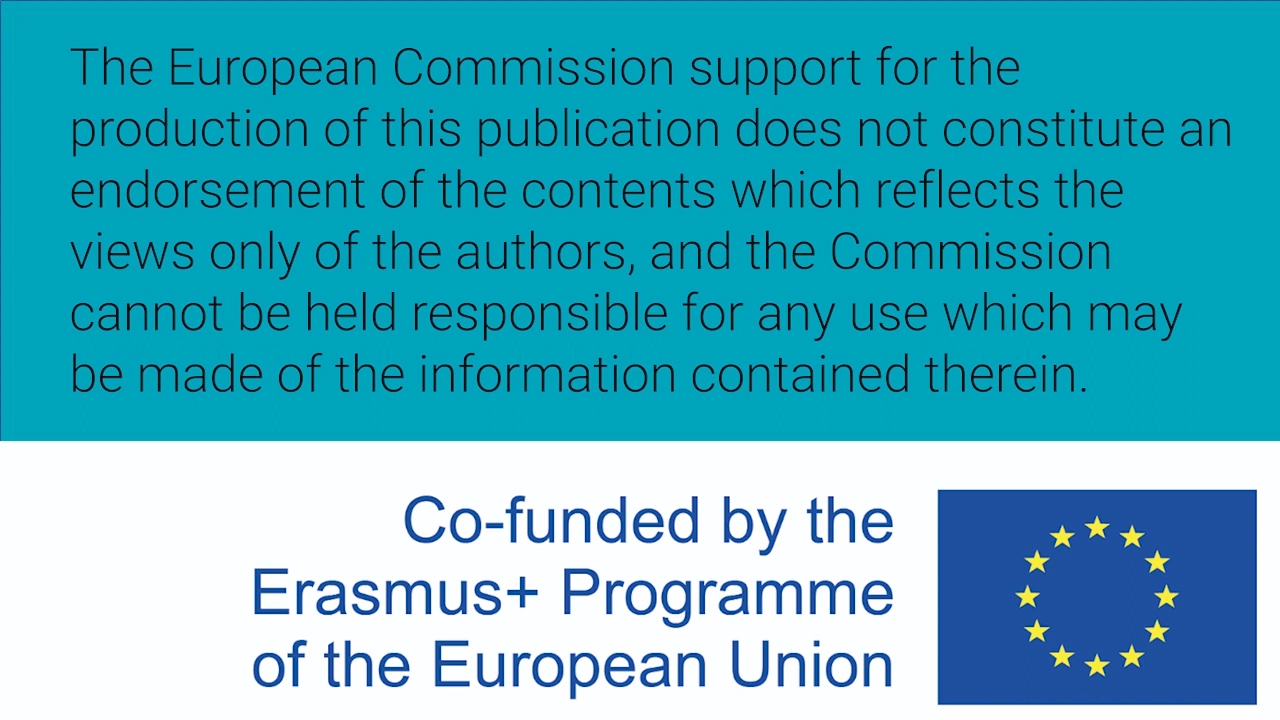 The European Commission support for the
production of this publication does not constitute an
endorsement of the contents which reflects the
views only of the authors, and the Commission
cannot be held responsible for any use which may
be made of the information contained therein.
Co-funded by the
Erasmus+ Programme
of the European Union